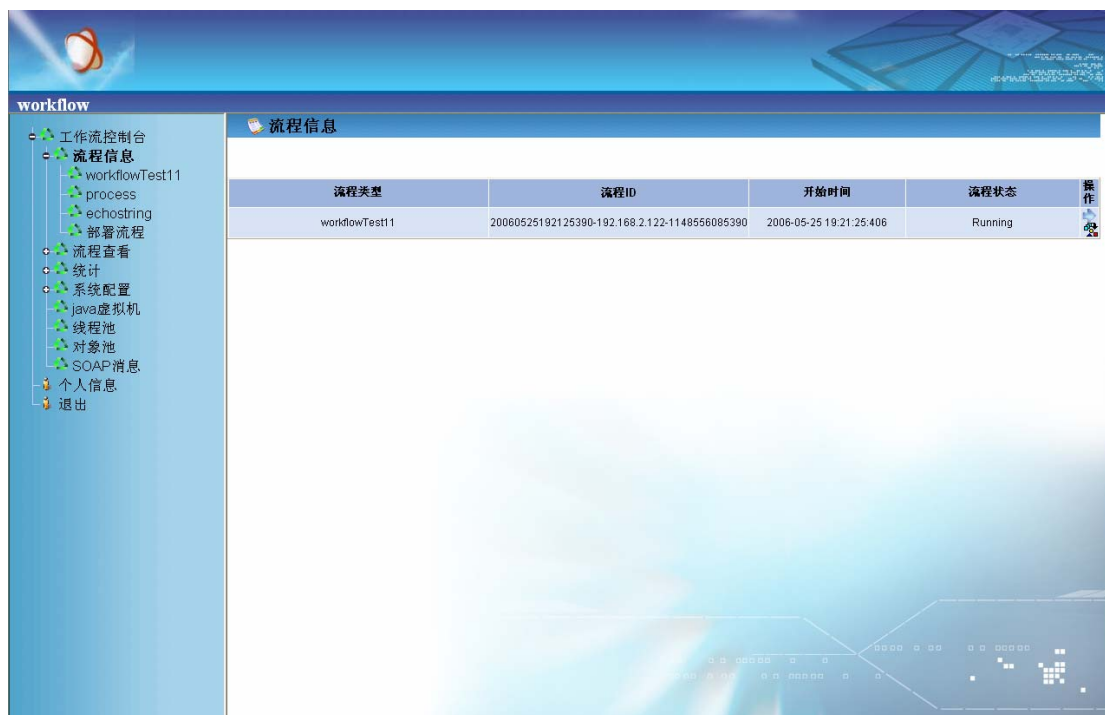 workflow
工作流控制台
流程信息
workflowTest11
process
echostring
部署流程
流程查看
统计
系统配置
java虚拟机
线程池
对象池
SOAP消息
个人信息
退出
流程信息
流程类型 流程ID 开始时间 流程状态 操作
workflowTest11 20060525192125390-192.168.2.122-1148556085390 2006-05-25 19:21:25:406 Running